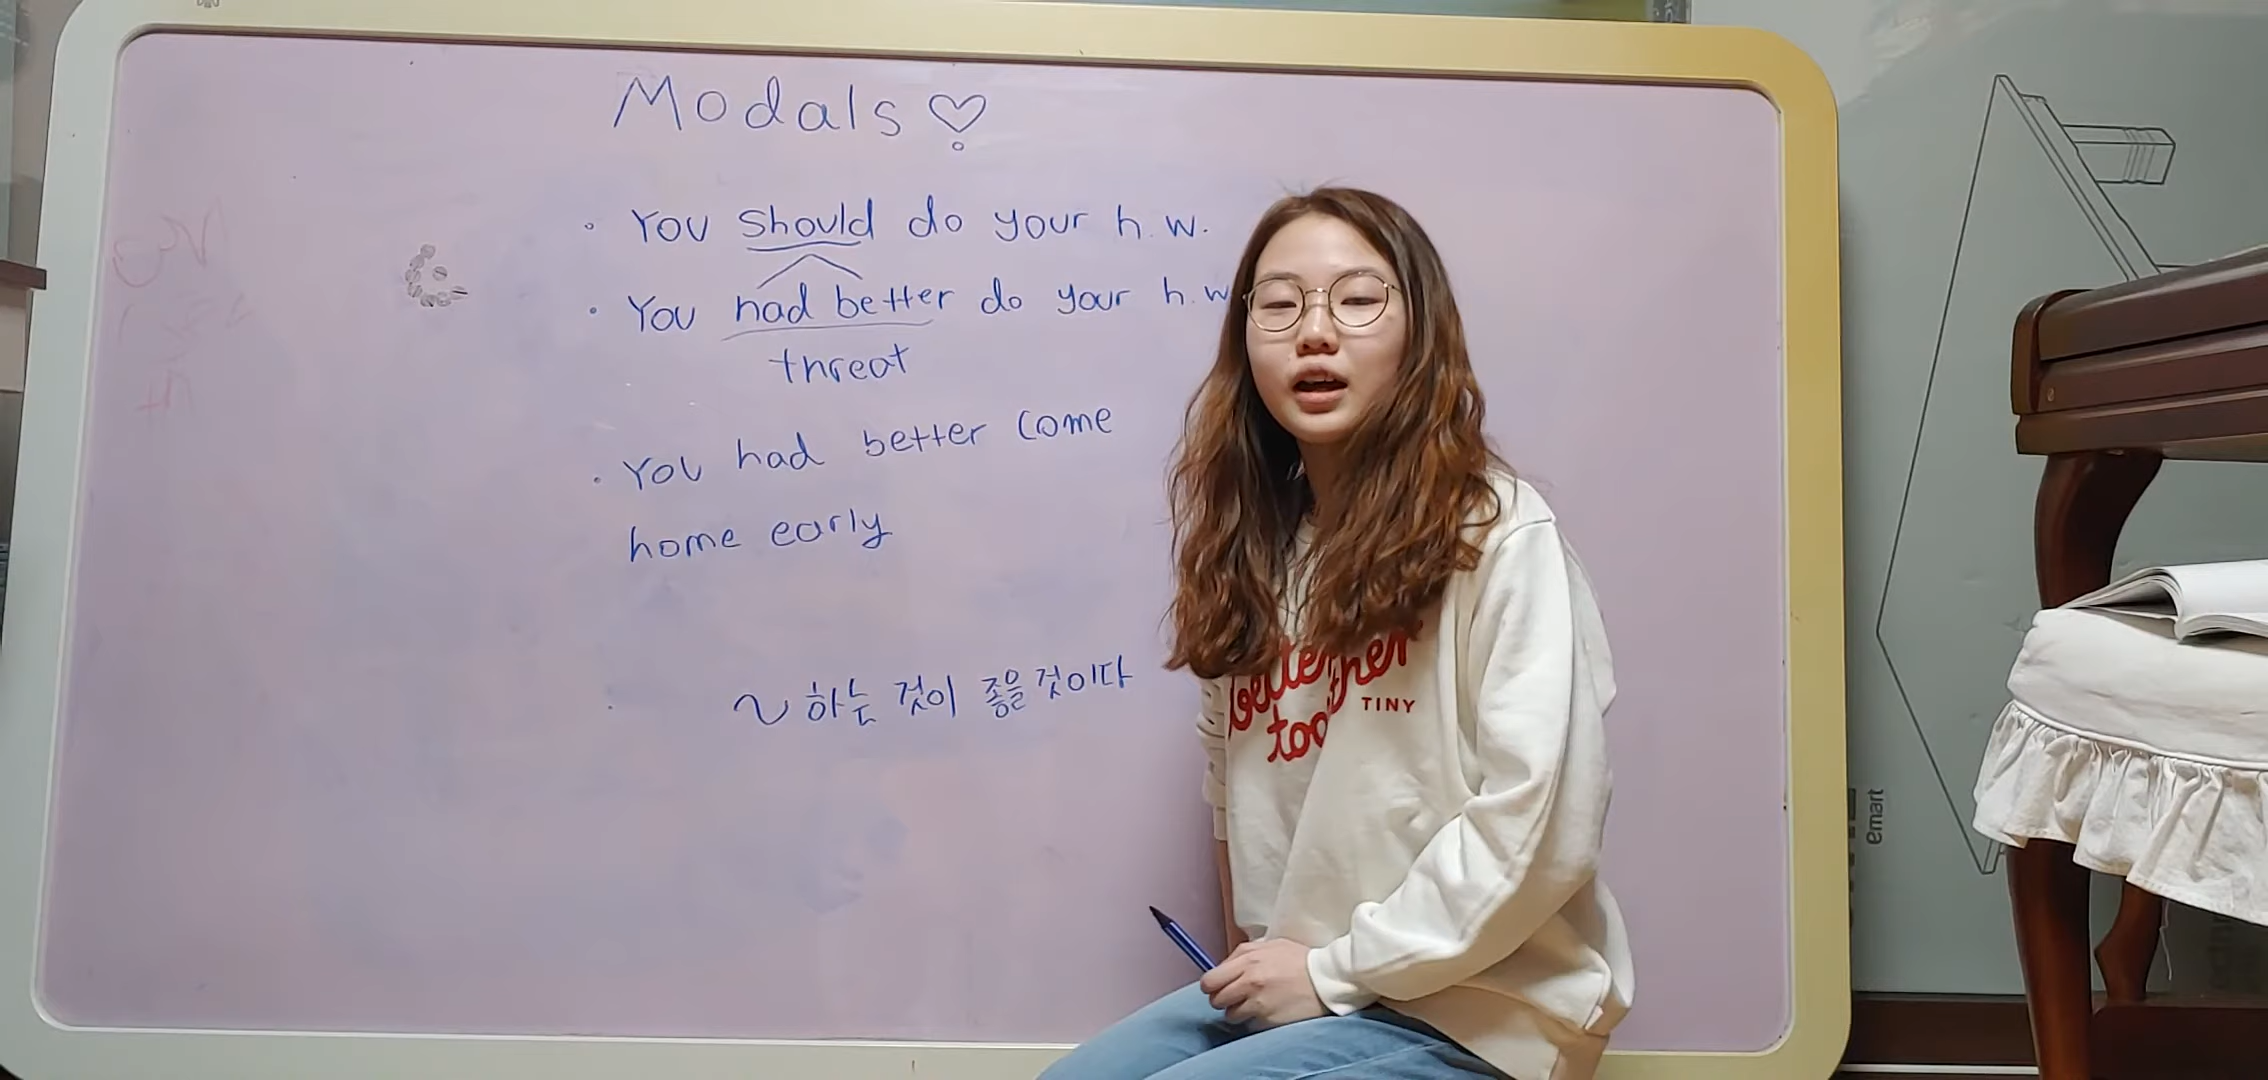 Modals
You should do your h.w.
You had better do your h.w
threat
You had better come
home early
~하는 것이 좋을 것이다
better
too
TINY
emart